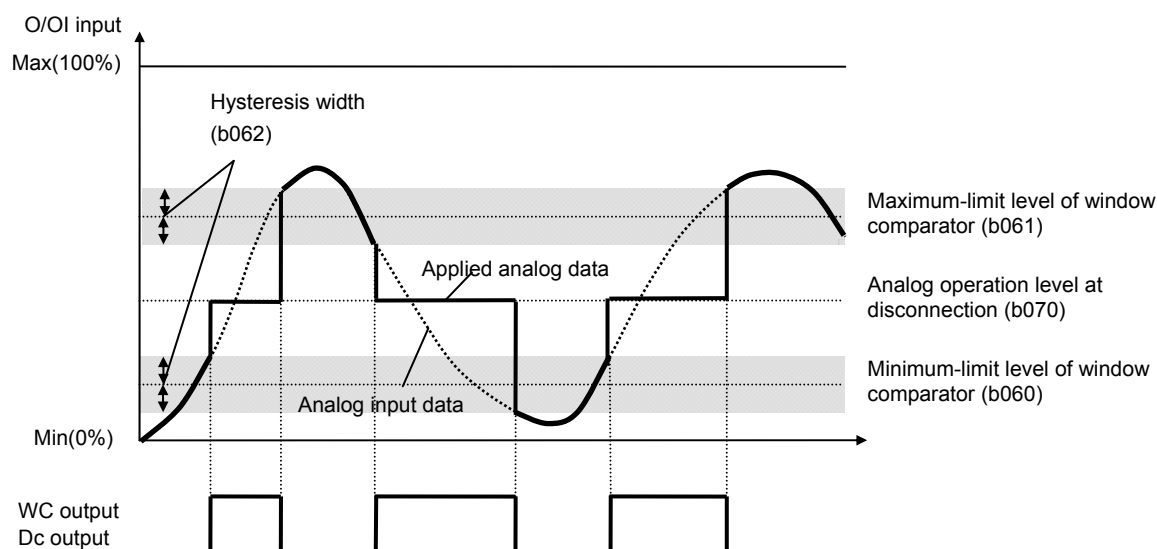 O/OI input
Max(100%)
Hysteresis width
(b062)
Maximum-limit level of window
comparator (b061)
Applied analog data
Analog operation level at
disconnection (b070)
Minimum-limit level of window
comparator (b060)
Analog input data
Min(0%)
WC output
Dc output